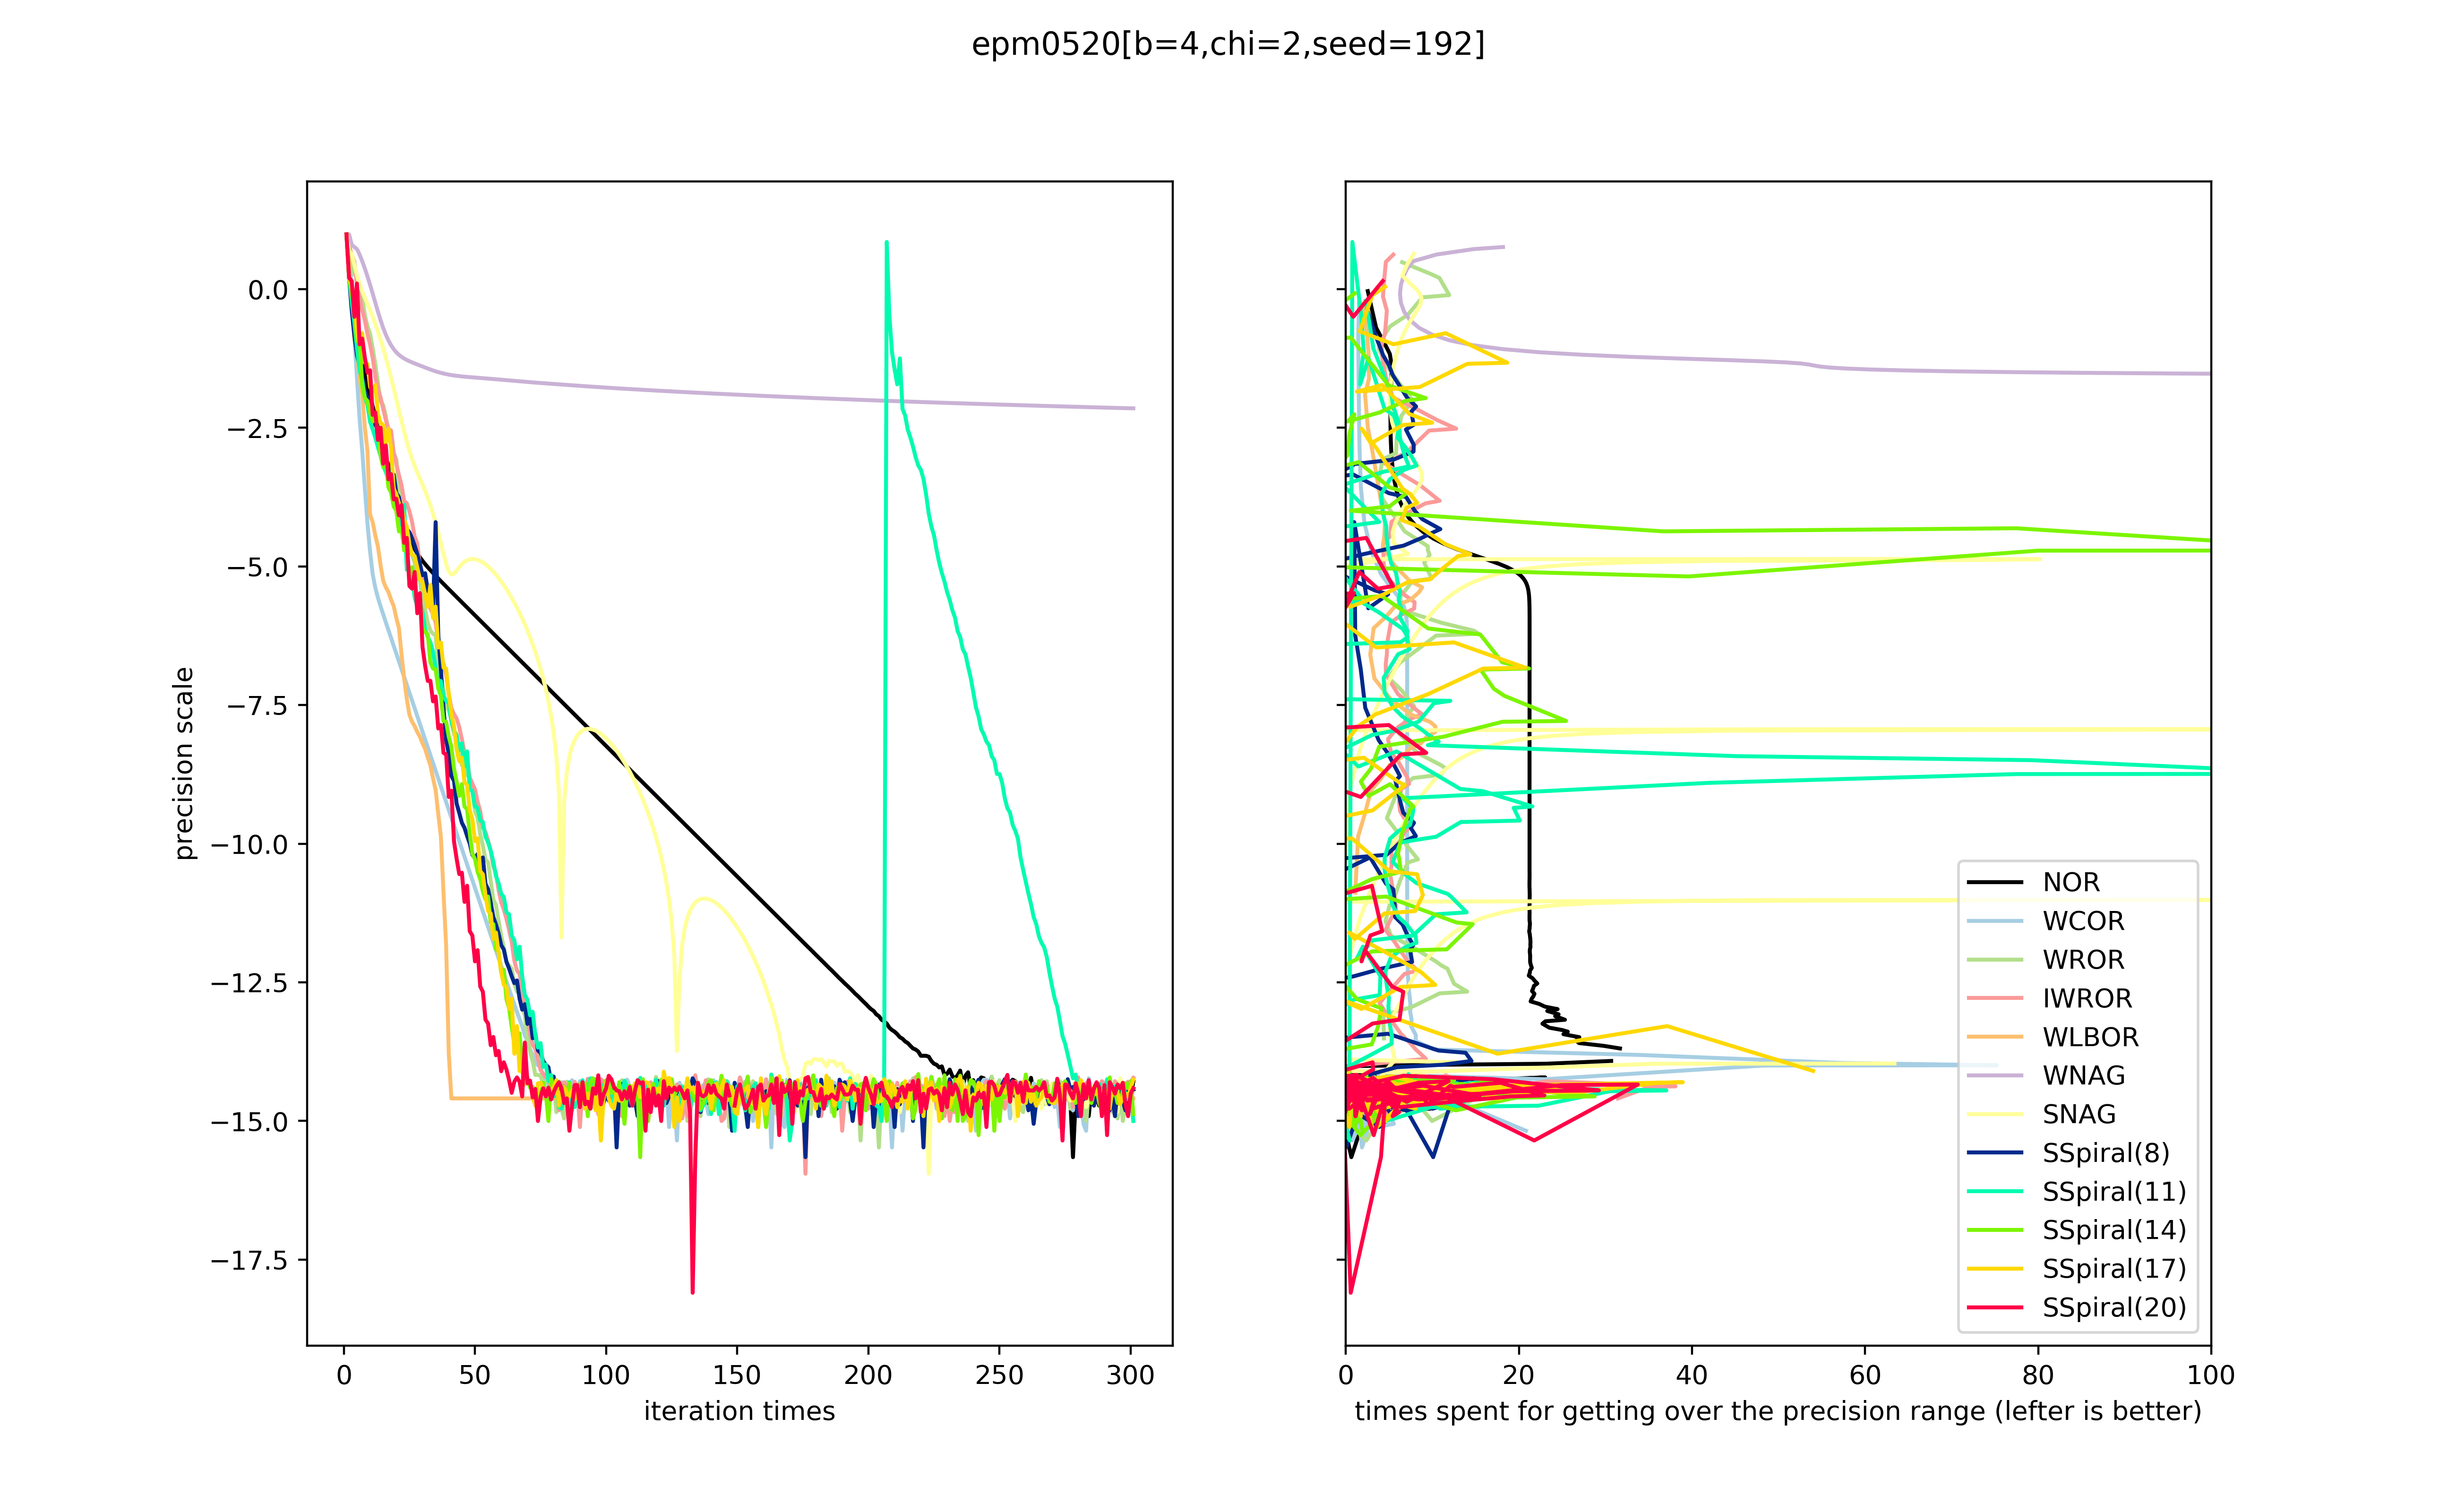 epm0520[b=4,chi=2,seed=192]
precision scale
0.0
−2.5
−5.0
−7.5
−10.0
−12.5
−15.0
−17.5
0 50 100 150 200 250 300
iteration times
0 20 40 60 80 100
times spent for getting over the precision range (lefter is better)
NOR
WCOR
WROR
IWROR
WLBOR
WNAG
SNAG
SSpiral(8)
SSpiral(11)
SSpiral(14)
SSpiral(17)
SSpiral(20)